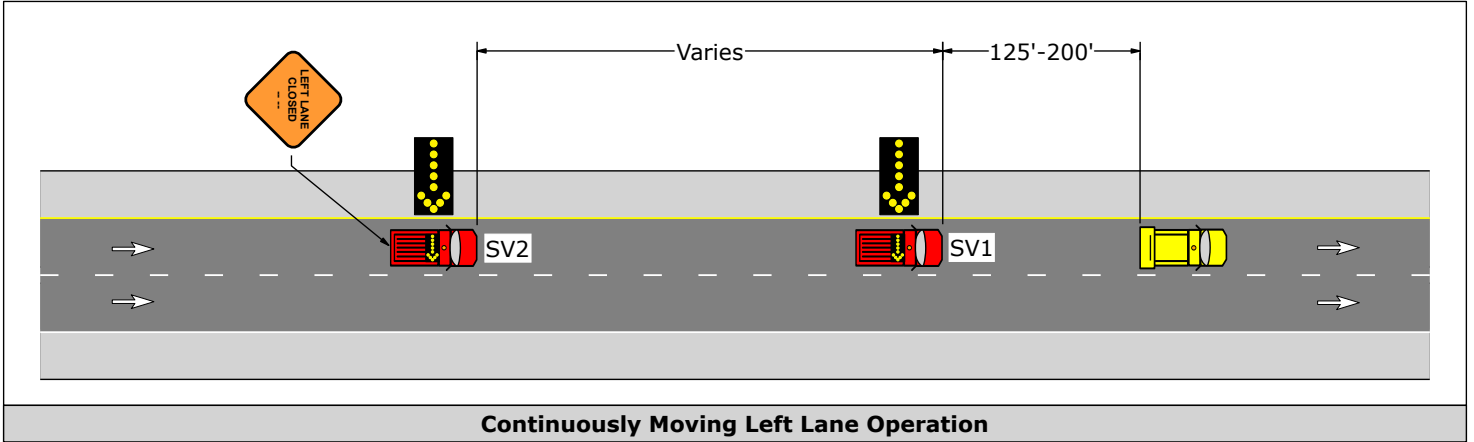 Varies
125'-200'
LEFT LANE
CLOSED
-- --
SV2
SV1
Continuously Moving Left Lane Operation